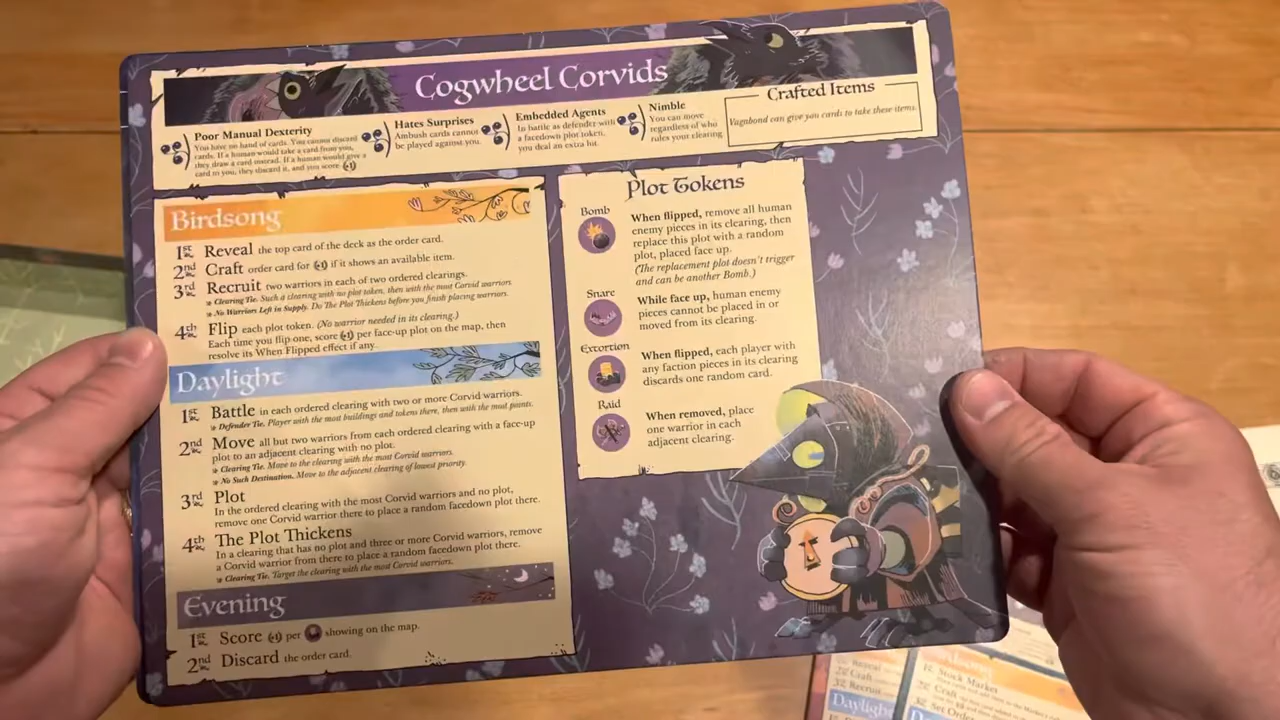 Cogwheel Corvids
Poor Manual Dexterity
You have no hand of cards. You cannot discard
cards. If a human would take a card from you,
they draw a card instead. If a human would give a
card to you, they discard it, and you score (+1)
Hates Surprises
Ambush cards cannot
be played against you.
Embedded Agents
In battle as defender with
a facedown plot token,
you deal an extra hit.
Nimble
You can move
regardless of who
rules your clearing.
Crafted Items
Vagabond can give you cards to take these items.
Birdsong
1st Reveal the top card of the deck as the order card.
2nd Craft order card for (+1) if it shows an available item.
3rd Recruit two warriors in each of two ordered clearings.
Clearing Tie. Such a clearing with no plot token, then with the most Corvid warriors.
No Warriors Left in Supply. Do The Plot Thickens before you finish placing warriors.
4th Flip each plot token. (No warrior needed in its clearing.)
Each time you flip one, score (+1) per face-up plot on the map, then
resolve its When Flipped effect if any.
Daylight
1st Battle in each ordered clearing with two or more Corvid warriors.
Defender Tie. Player with the most buildings and tokens there, then with the most points.
2nd Move all but two warriors from each ordered clearing with a face-up
plot to an adjacent clearing with no plot.
Clearing Tie. Move to the clearing with the most Corvid warriors.
No Such Destination. Move to the adjacent clearing of lowest priority.
3rd Plot
In the ordered clearing with the most Corvid warriors and no plot,
remove one Corvid warrior there to place a random facedown plot there.
4th The Plot Thickens
In a clearing that has no plot and three or more Corvid warriors, remove
a Corvid warrior from there to place a random facedown plot there.
Clearing Tie. Target the clearing with the most Corvid warriors.
Evening
1st Score (+1) per showing on the map.
2nd Discard the order card.
Plot Tokens
Bomb
When flipped, remove all human
enemy pieces in its clearing, then
replace this plot with a random
plot, placed face up.
(The replacement plot doesn't trigger
and can be another Bomb.)
Snare
While face up, human enemy
pieces cannot be placed in or
moved from its clearing.
Extortion
When flipped, each player with
any faction pieces in its clearing
discards one random card.
Raid
When removed, place
one warrior in each
adjacent clearing.
Reveal
Craft
Recruit
Daylight
Stock Market
Craft
Set Order